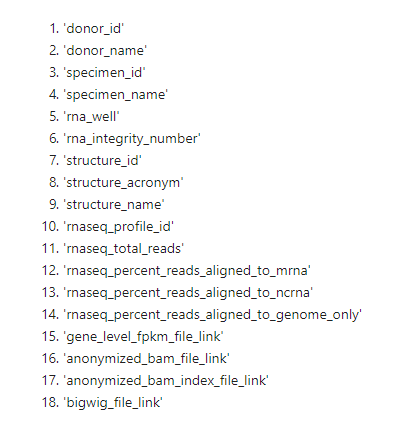 1. 'donor_id'
2. 'donor_name'
3. 'specimen_id'
4. 'specimen_name'
5. 'rna_well'
6. 'rna_integrity_number'
7. 'structure_id'
8. 'structure_acronym'
9. 'structure_name'
10. 'rnaseq_profile_id'
11. 'rnaseq_total_reads'
12. 'rnaseq_percent_reads_aligned_to_mrna'
13. 'rnaseq_percent_reads_aligned_to_ncrna'
14. 'rnaseq_percent_reads_aligned_to_genome_only'
15. 'gene_level_fpkm_file_link'
16. 'anonymized_bam_file_link'
17. 'anonymized_bam_index_file_link'
18. 'bigwig_file_link'